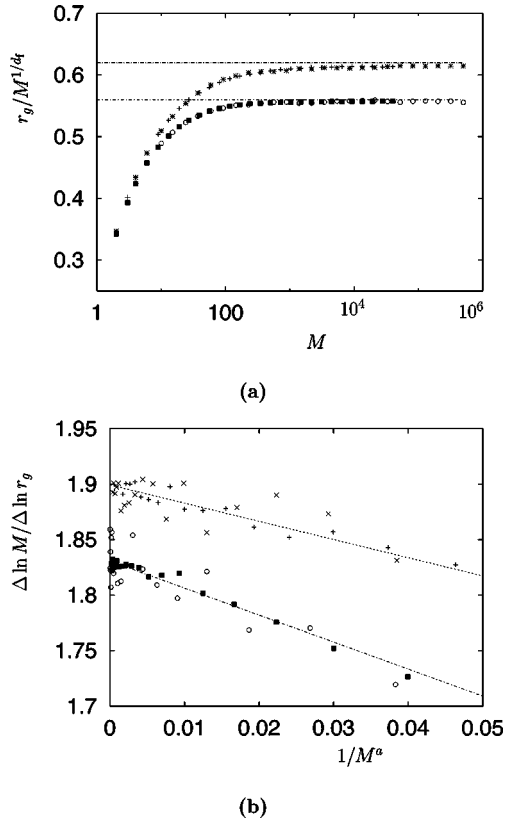 r_g/M^{1/d_f}
0.7
0.6
0.5
0.4
0.3
1 100 10^4 10^6
M
(a)
Δ ln M/Δ ln r_g
1.95
1.9
1.85
1.8
1.75
1.7
0 0.01 0.02 0.03 0.04 0.05
1/M^a
(b)